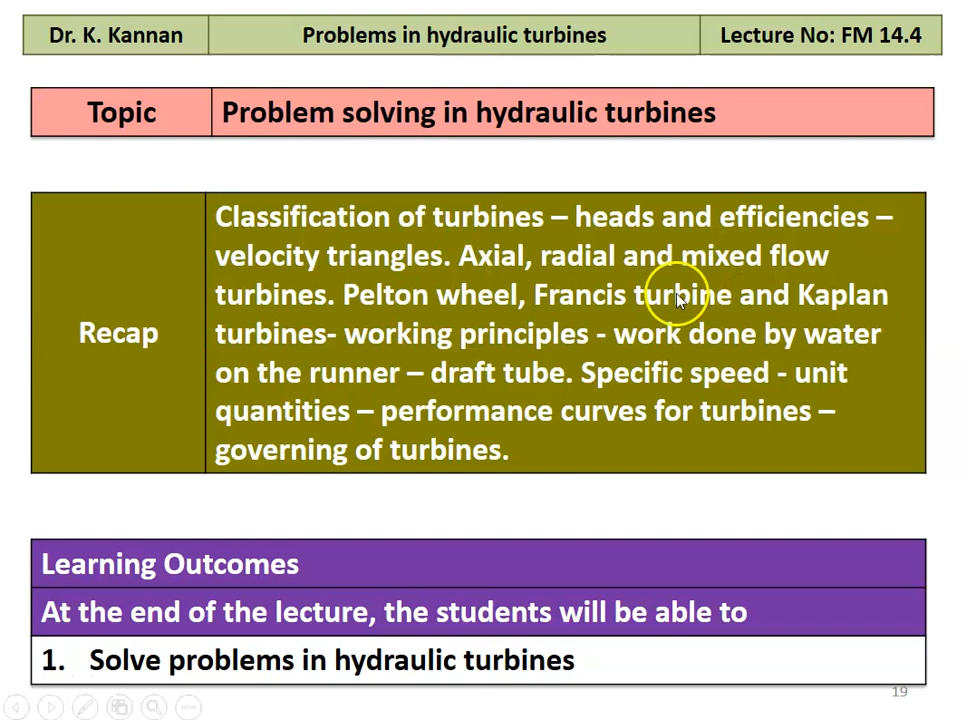 Dr. K. Kannan
Problems in hydraulic turbines
Lecture No: FM 14.4
Topic
Problem solving in hydraulic turbines
Recap
Classification of turbines – heads and efficiencies –
velocity triangles. Axial, radial and mixed flow
turbines. Pelton wheel, Francis turbine and Kaplan
turbines- working principles - work done by water
on the runner – draft tube. Specific speed - unit
quantities – performance curves for turbines –
governing of turbines.
Learning Outcomes
At the end of the lecture, the students will be able to
1. Solve problems in hydraulic turbines
19